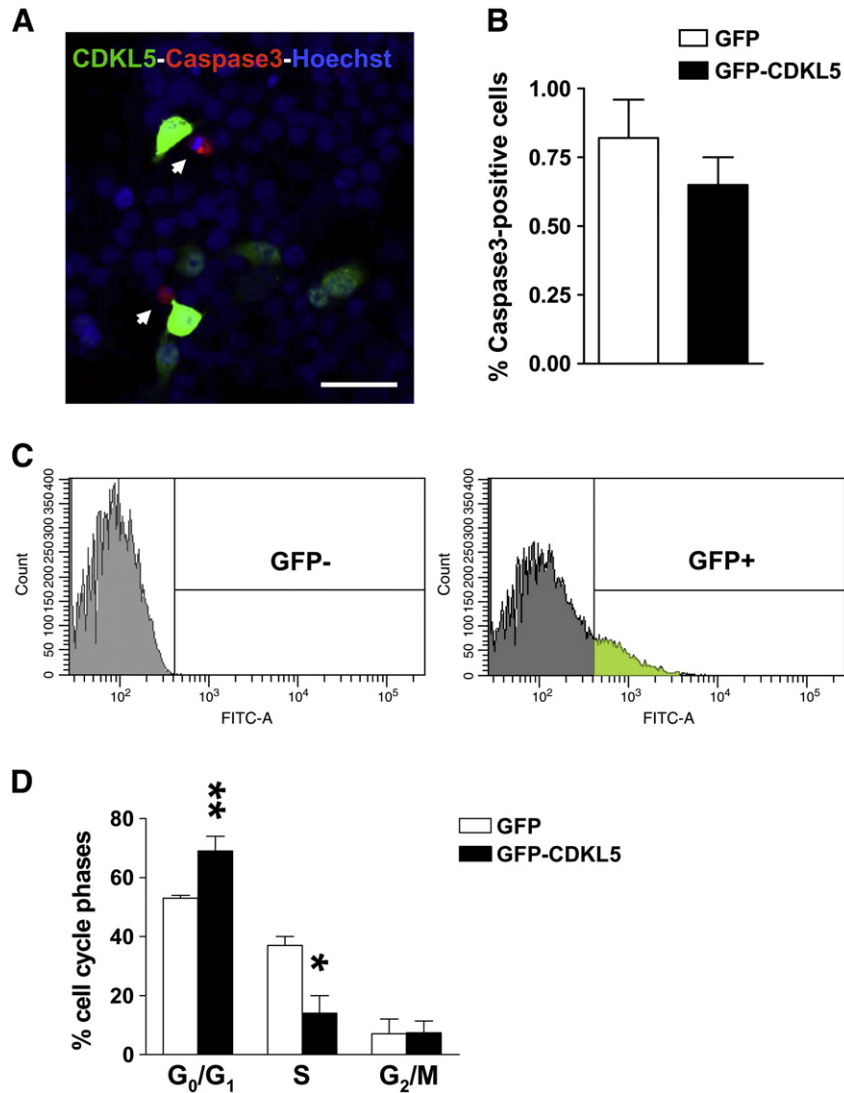 A
CDKL5-Caspase3-Hoechst
B
GFP
GFP-CDKL5
% Caspase3-positive cells
1.00
0.75
0.50
0.25
0.00
C
Count
400
350
300
250
200
150
100
50
0
GFP-
10² 10³ 10⁴ 10⁵
FITC-A
Count
400
350
300
250
200
150
100
50
0
GFP+
10² 10³ 10⁴ 10⁵
FITC-A
D
% cell cycle phases
80
60
40
20
0
**
*
GFP
GFP-CDKL5
G₀/G₁ S G₂/M